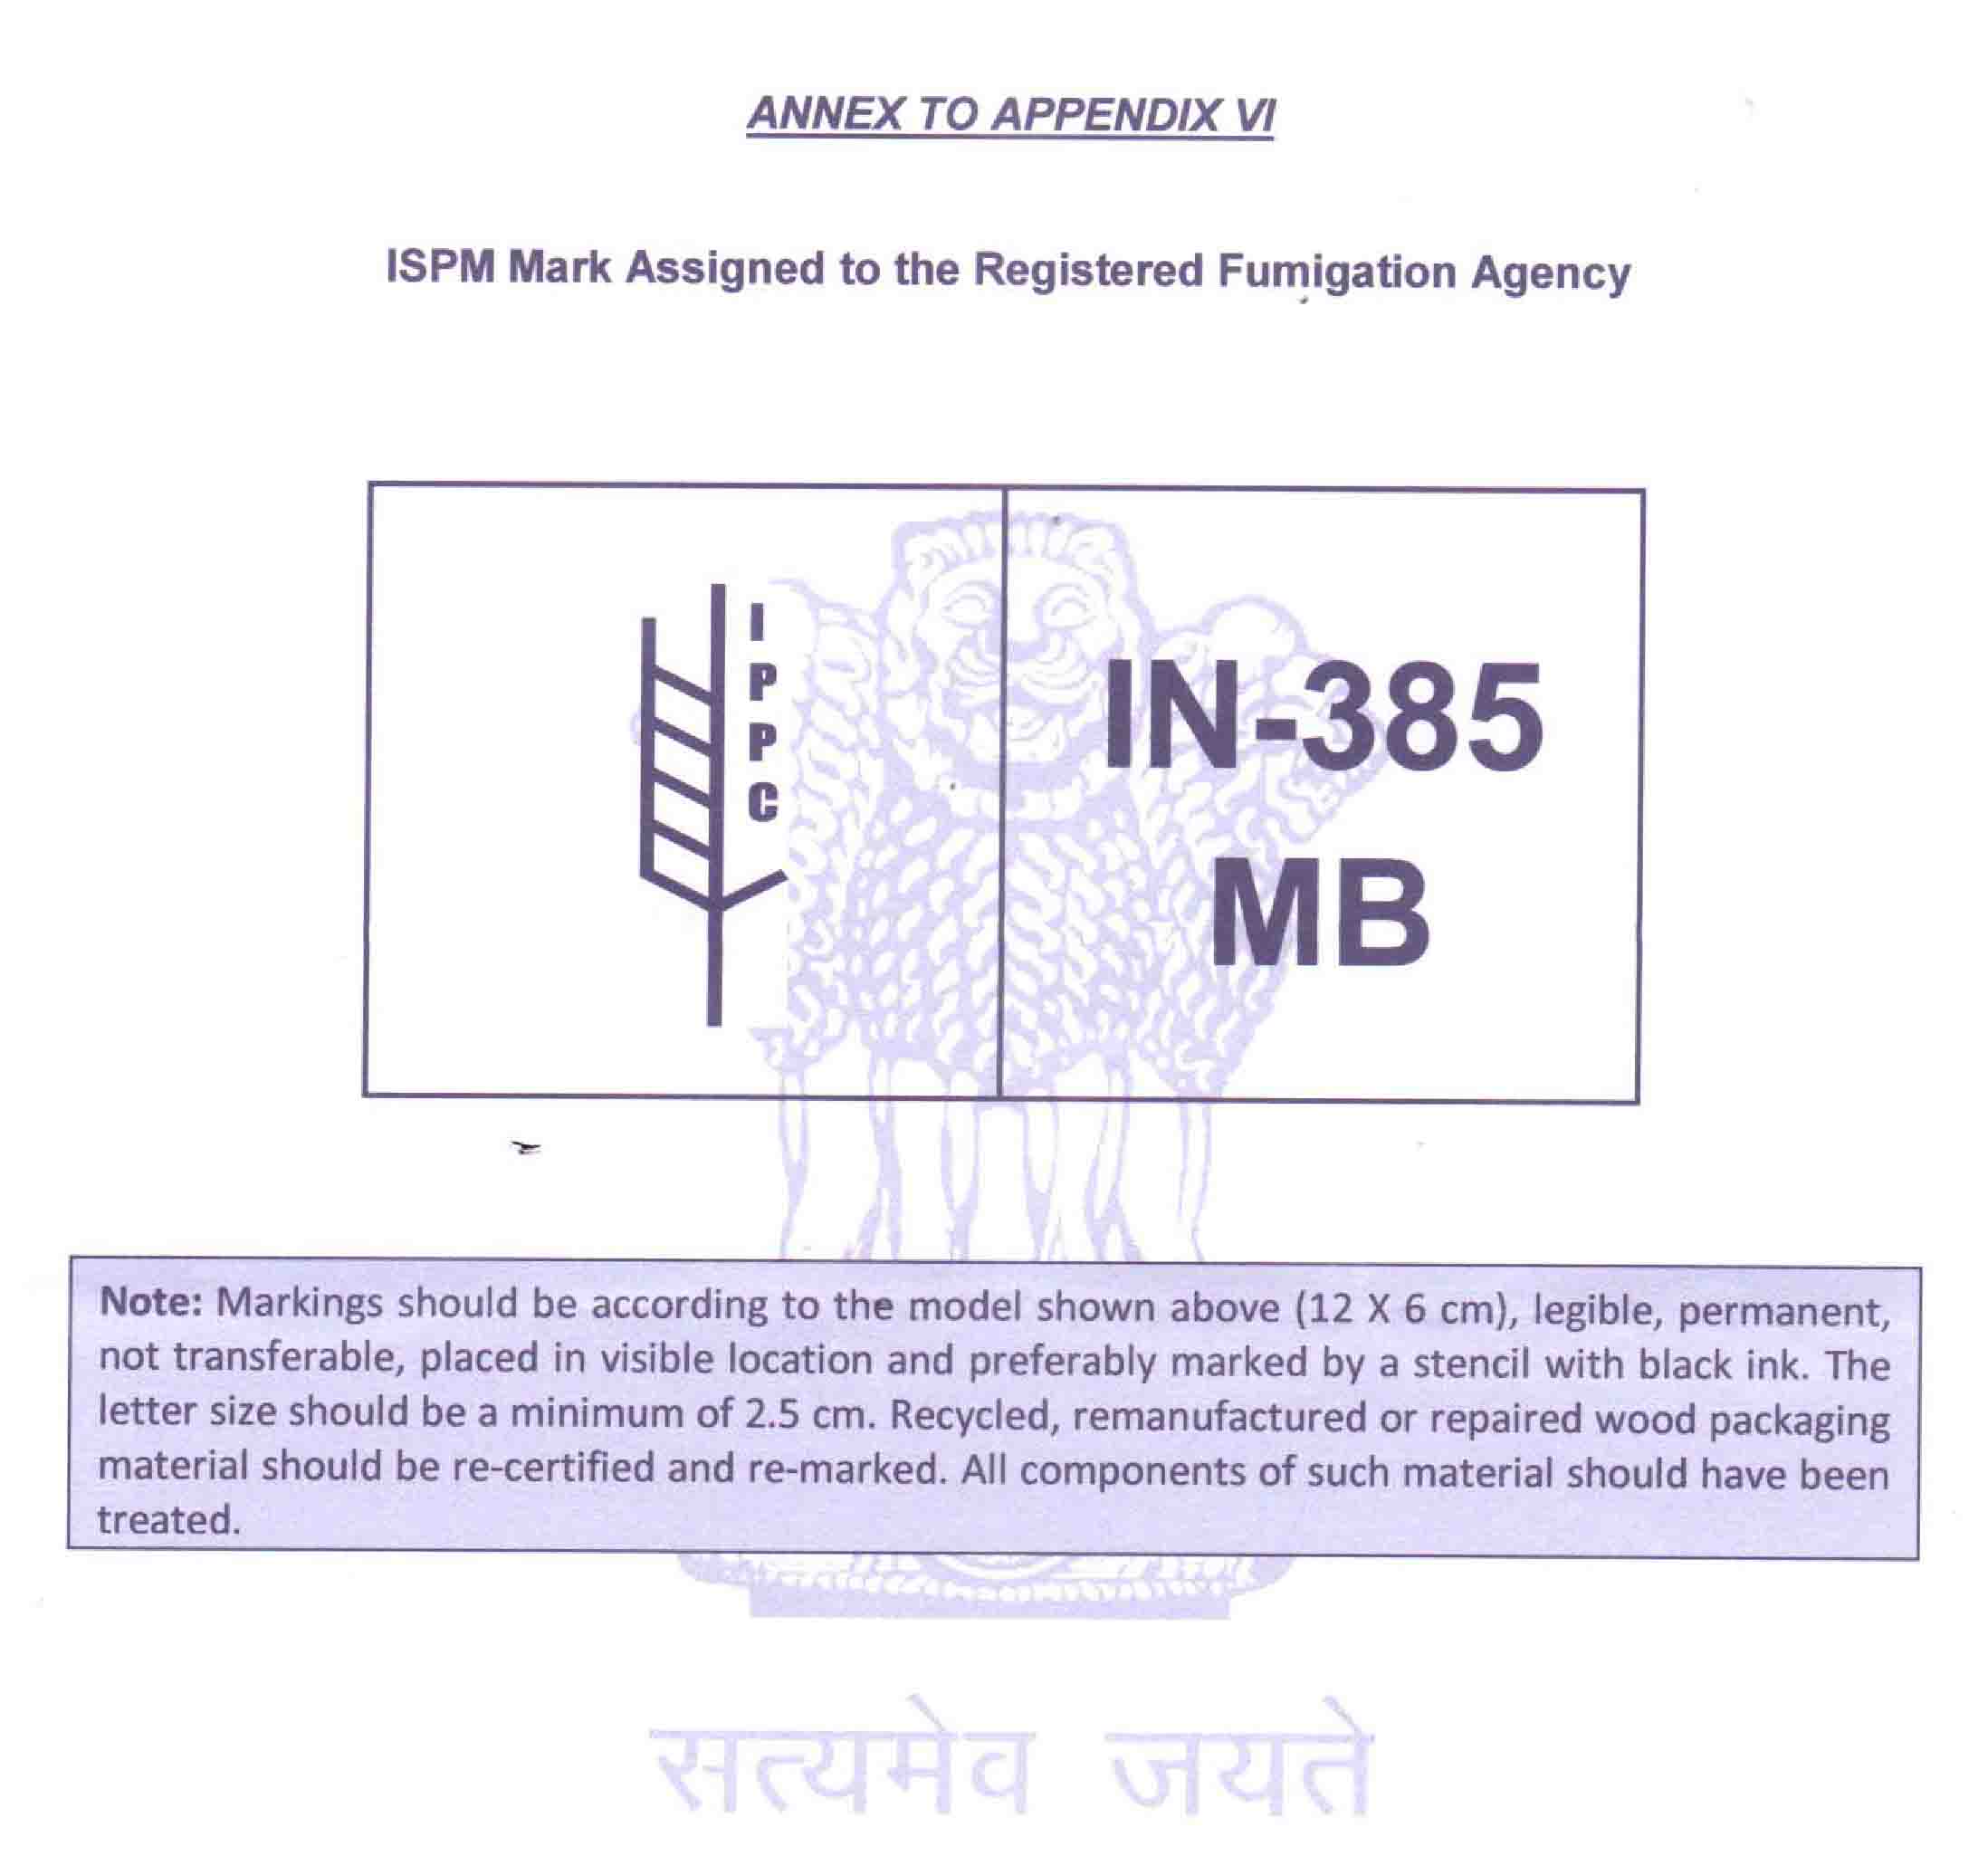 ANNEX TO APPENDIX VI
ISPM Mark Assigned to the Registered Fumigation Agency
I
P
P
C
IN-385
MB
Note: Markings should be according to the model shown above (12 X 6 cm), legible, permanent,
not transferable, placed in visible location and preferably marked by a stencil with black ink. The
letter size should be a minimum of 2.5 cm. Recycled, remanufactured or repaired wood packaging
material should be re-certified and re-marked. All components of such material should have been
treated.
सत्यमेव जयते